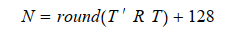 N = round(T ′ R T) + 128